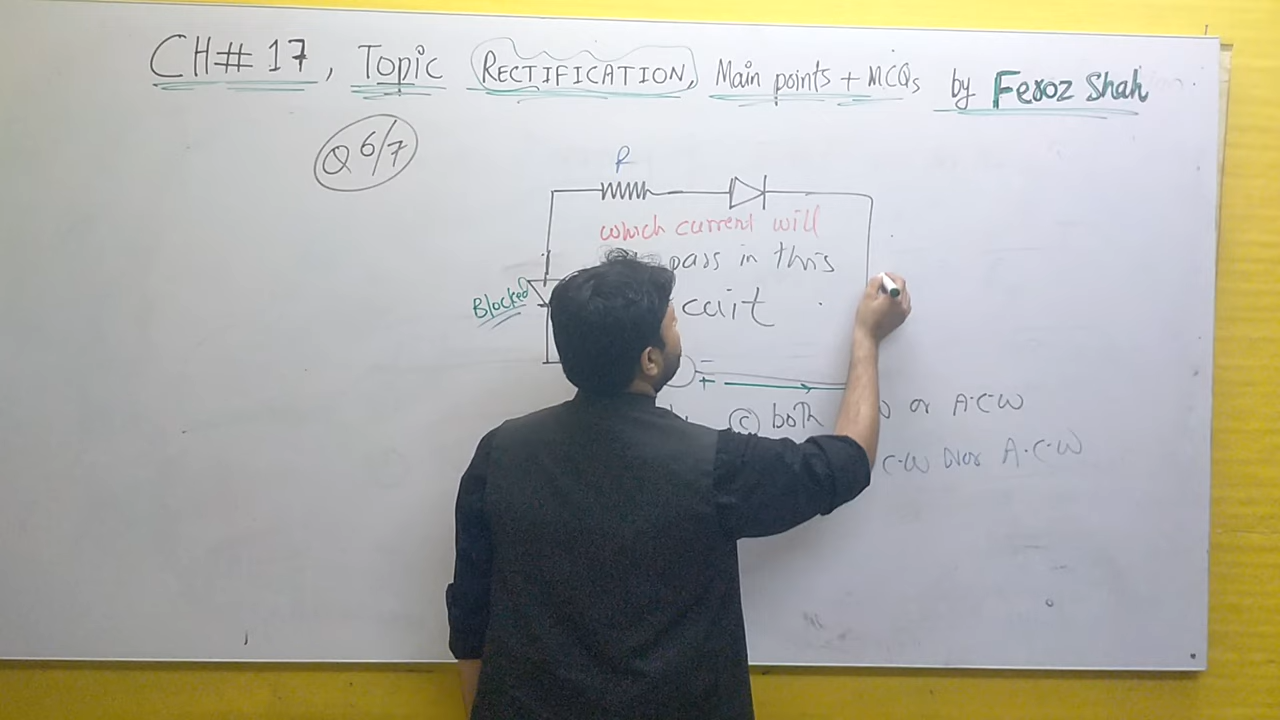 CH# 17, Topic RECTIFICATION, Main points + MCQs by Feroz Shah
Q 6/7
R
which current will
pass in this
Blocked
cuit
−
+
(c) both or A.C.W
C.W Nor A.C.W